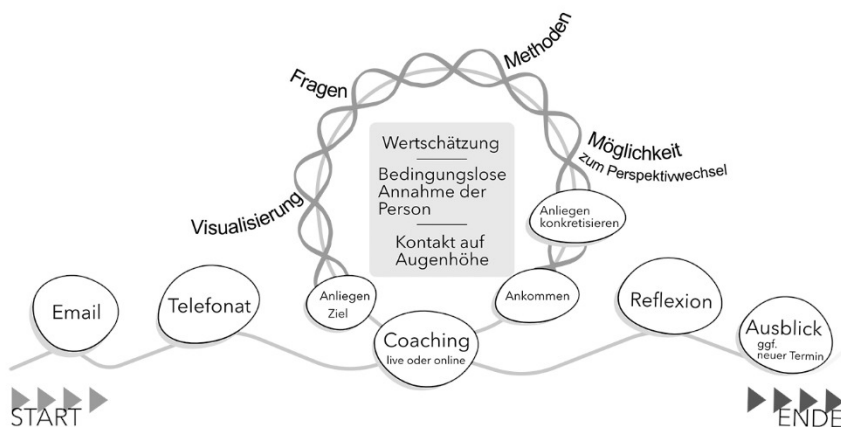 Methoden
Fragen
Möglichkeit
zum Perspektivwechsel
Visualisierung
Wertschätzung
Bedingungslose
Annahme der
Person
Kontakt auf
Augenhöhe
Anliegen
konkretisieren
Ankommen
Anliegen
Ziel
Email
Telefonat
Coaching
live oder online
Reflexion
Ausblick
ggf.
neuer Termin
START
ENDE